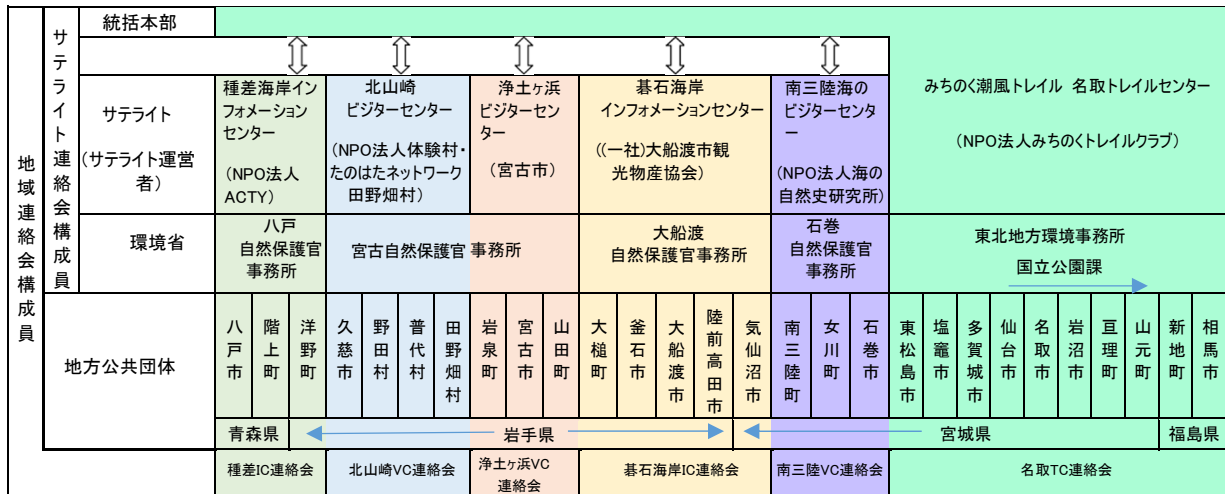 地域連絡会構成員
サテライト連絡会構成員
統括本部
サテライト
(サテライト運営者)
種差海岸イン
フォメーション
センター
(NPO法人
ACTY)
北山崎
ビジターセンター
(NPO法人体験村・
たのはたネットワーク
田野畑村)
浄土ヶ浜
ビジターセン
ター
(宮古市)
碁石海岸
インフォメーションセンター
((一社)大船渡市観
光物産協会)
南三陸海の
ビジターセンタ
ー
(NPO法人海の
自然史研究所)
みちのく潮風トレイル 名取トレイルセンター
(NPO法人みちのくトレイルクラブ)
環境省
八戸
自然保護官
事務所
宮古自然保護官事務所
大船渡
自然保護官事務所
石巻
自然保護官
事務所
東北地方環境事務所
国立公園課
地方公共団体
八戸市
階上町
洋野町
久慈市
野田村
普代村
田野畑村
岩泉町
宮古市
山田町
大槌町
釜石市
大船渡市
陸前高田市
気仙沼市
南三陸町
女川町
石巻市
東松島市
塩竈市
多賀城市
仙台市
名取市
岩沼市
亘理町
山元町
新地町
相馬市
青森県
岩手県
宮城県
福島県
種差IC連絡会
北山崎VC連絡会
浄土ヶ浜VC
連絡会
碁石海岸IC連絡会
南三陸VC連絡会
名取TC連絡会